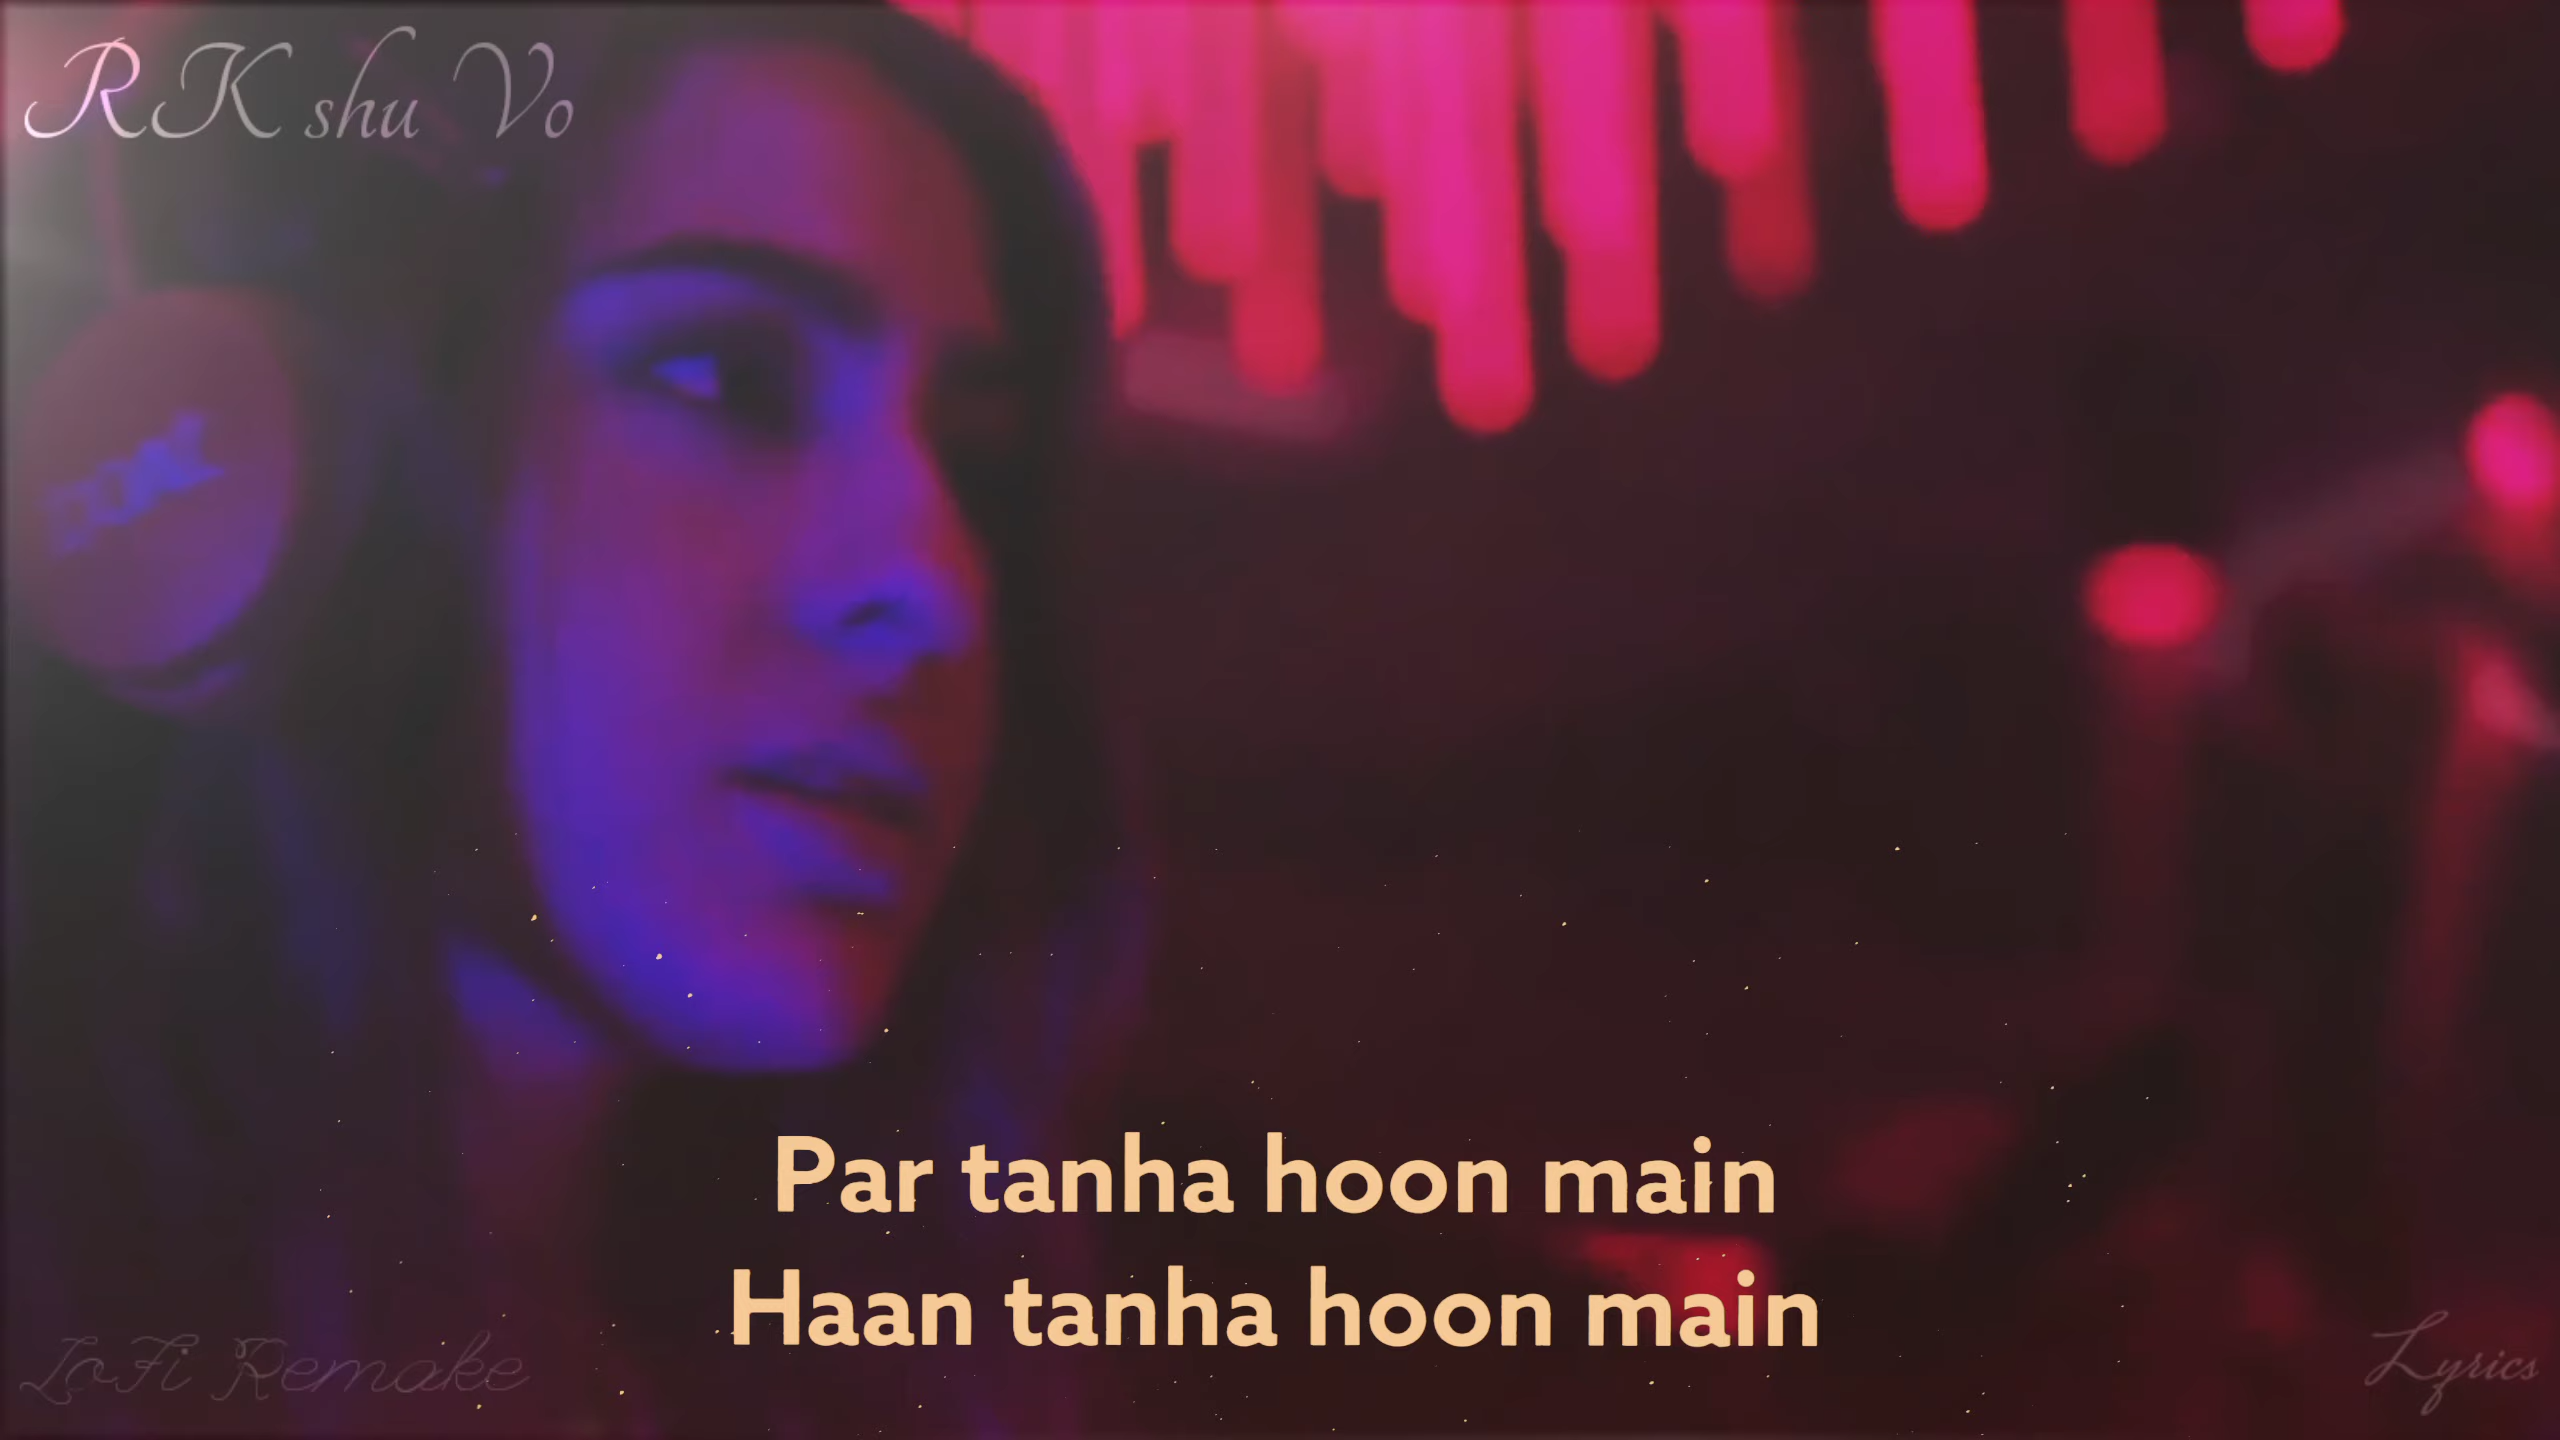 RK shu Vo
Par tanha hoon main
Haan tanha hoon main
LoFi Remake
Lyrics